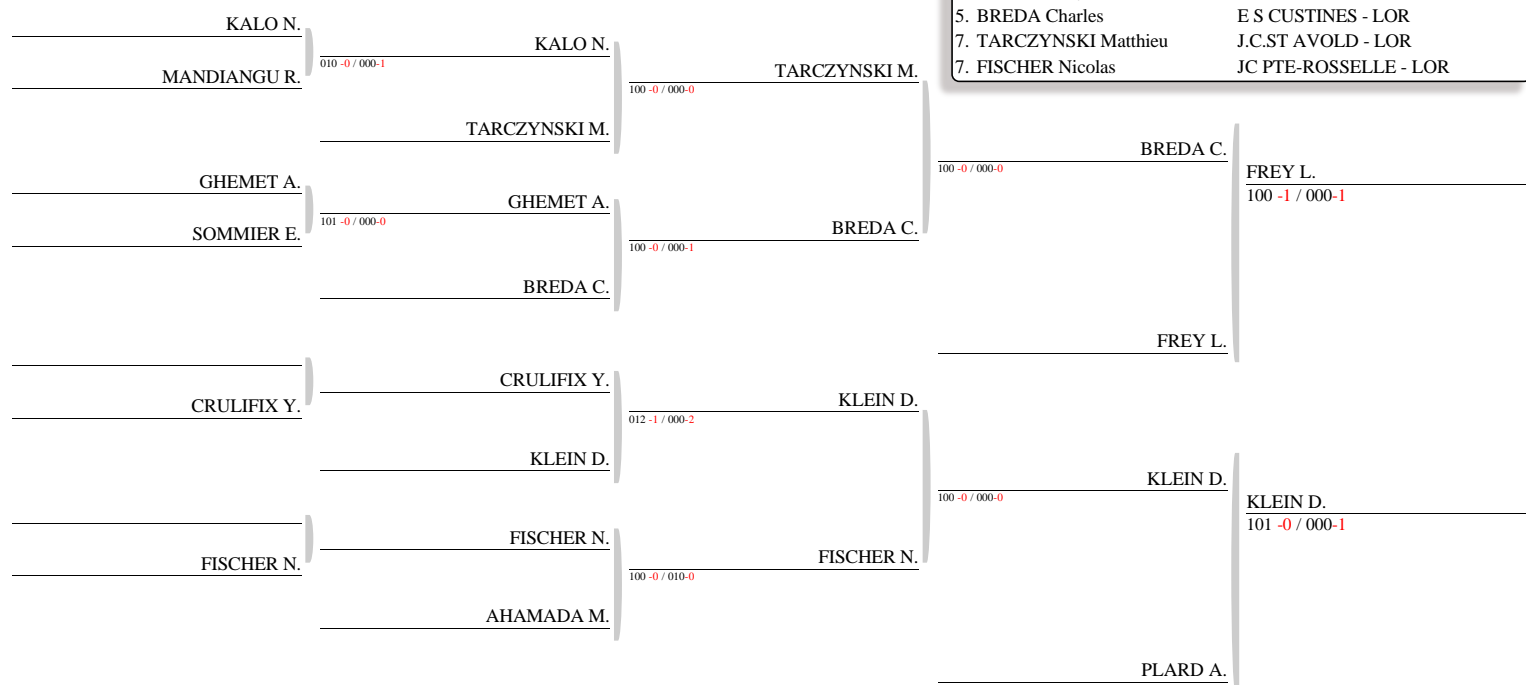 KALO N.
MANDIANGU R.
GHEMET A.
SOMMIER E.
CRULIFIX Y.
FISCHER N.
KALO N.
010 -0 / 000-1
TARCZYNSKI M.
GHEMET A.
101 -0 / 000-0
BREDA C.
CRULIFIX Y.
KLEIN D.
FISCHER N.
AHAMADA M.
TARCZYNSKI M.
100 -0 / 000-0
BREDA C.
100 -0 / 000-1
KLEIN D.
012 -1 / 000-2
FISCHER N.
100 -0 / 010-0
5. BREDA Charles E S CUSTINES - LOR
7. TARCZYNSKI Matthieu J.C.ST AVOLD - LOR
7. FISCHER Nicolas JC PTE-ROSSELLE - LOR
BREDA C.
100 -0 / 000-0
FREY L.
KLEIN D.
100 -0 / 000-0
PLARD A.
FREY L.
100 -1 / 000-1
KLEIN D.
101 -0 / 000-1